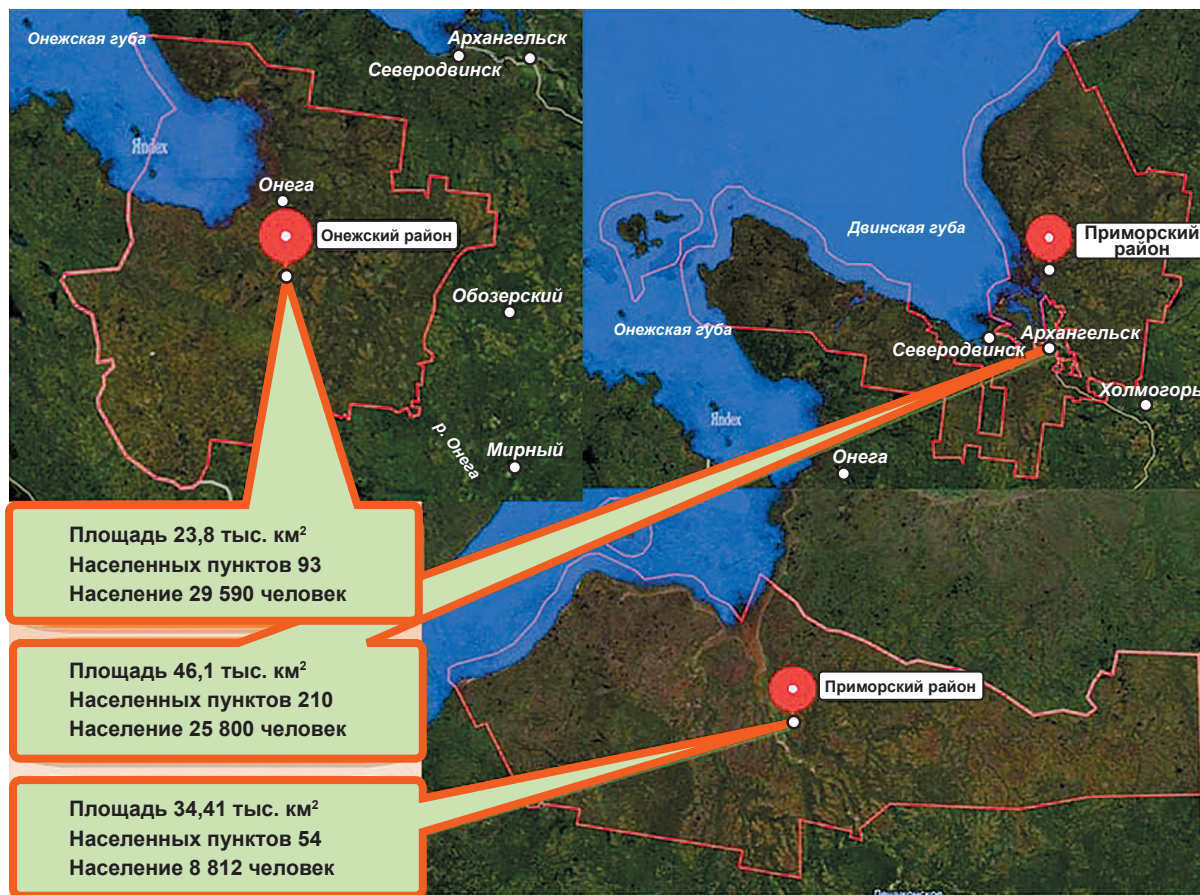 Онежская губа
Архангельск
Северодвинск
Яndex
Онега
Онежский район
Обозерский
р. Онега
Мирный
Двинская губа
Приморский
район
Онежская губа
Северодвинск
Архангельск
Холмогоры
Яndex
Онега
Площадь 23,8 тыс. км²
Населенных пунктов 93
Население 29 590 человек
Площадь 46,1 тыс. км²
Населенных пунктов 210
Население 25 800 человек
Приморский район
Площадь 34,41 тыс. км²
Населенных пунктов 54
Население 8 812 человек